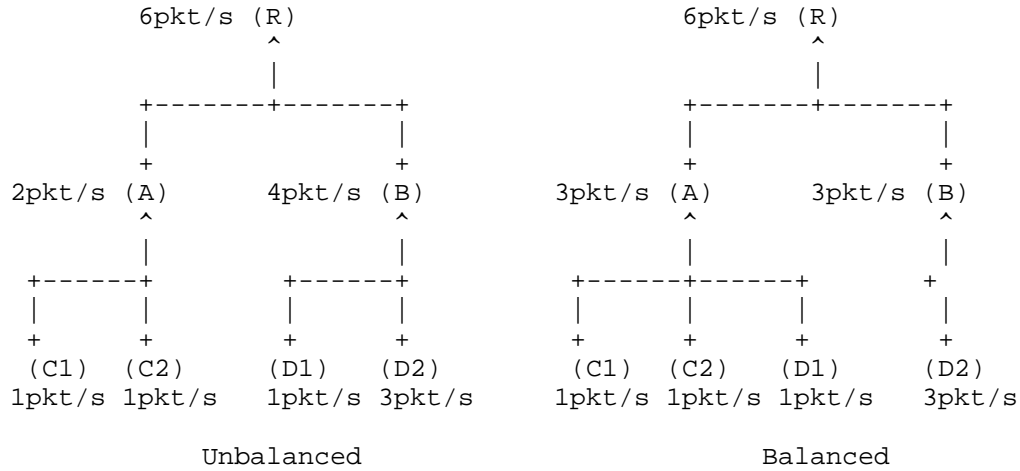 6pkt/s (R)                        6pkt/s (R)
2pkt/s (A)    4pkt/s (B)    3pkt/s (A)    3pkt/s (B)
(C1) (C2) (D1) (D2) (C1) (C2) (D1) (D2)
1pkt/s 1pkt/s 1pkt/s 3pkt/s 1pkt/s 1pkt/s 1pkt/s 3pkt/s
Unbalanced Balanced